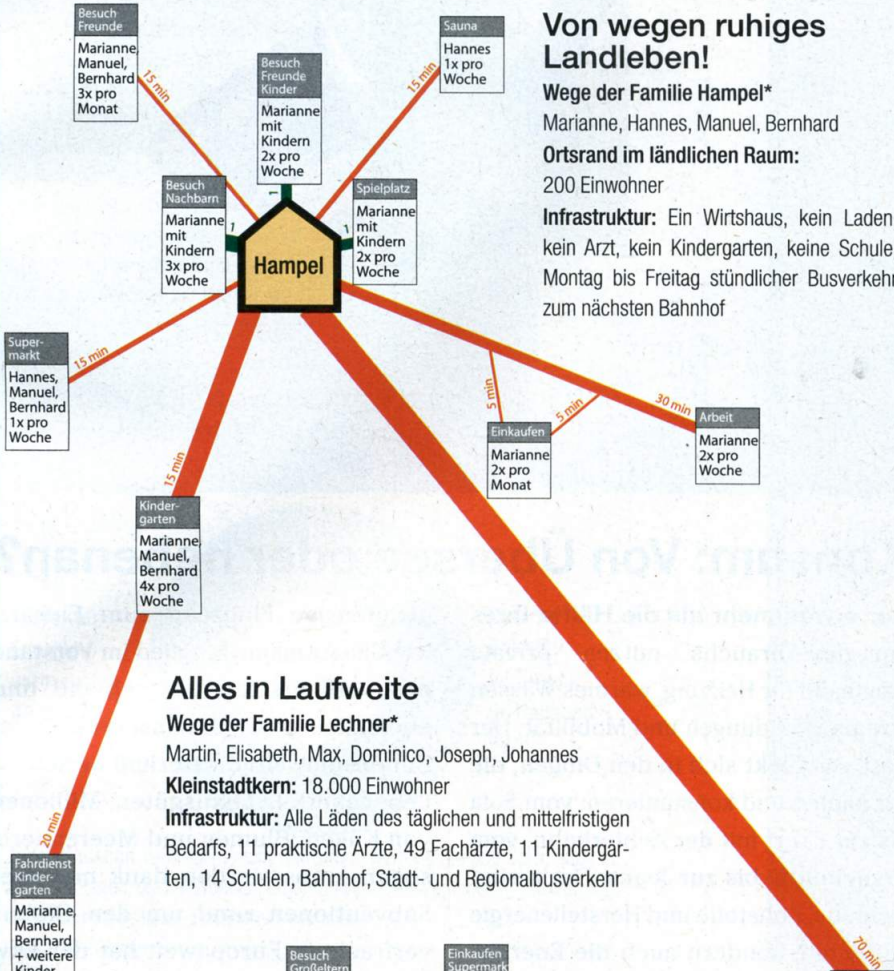 Von wegen ruhiges
Landleben!
Wege der Familie Hampel*
Marianne, Hannes, Manuel, Bernhard
Ortsrand im ländlichen Raum:
200 Einwohner
Infrastruktur: Ein Wirtshaus, kein Laden
kein Arzt, kein Kindergarten, keine Schule
Montag bis Freitag stündlicher Busverkehr
zum nächsten Bahnhof
Besuch
Freunde
Marianne,
Manuel,
Bernhard
3x pro
Monat
15 min
Besuch
Freunde
Kinder
Marianne
mit
Kindern
2x pro
Woche
1
Sauna
Hannes
1x pro
Woche
15 min
Besuch
Nachbarn
Marianne
mit
Kindern
3x pro
Woche
1
Spielplatz
Marianne
mit
Kindern
2x pro
Woche
1
Hampel
Super-
markt
Hannes,
Manuel,
Bernhard
1x pro
Woche
15 min
5 min
Einkaufen
Marianne
2x pro
Monat
5 min
30 min
Arbeit
Marianne
2x pro
Woche
15 min
Kinder-
garten
Marianne,
Manuel,
Bernhard
4x pro
Woche
Alles in Laufweite
Wege der Familie Lechner*
Martin, Elisabeth, Max, Dominico, Joseph, Johannes
Kleinstadtkern: 18.000 Einwohner
Infrastruktur: Alle Läden des täglichen und mittelfristigen
Bedarfs, 11 praktische Ärzte, 49 Fachärzte, 11 Kindergär-
ten, 14 Schulen, Bahnhof, Stadt- und Regionalbusverkehr
20 min
Fahrdienst
Kinder-
garten
Marianne,
Manuel,
Bernhard
+ weitere
Kinder
Besuch
Großeltern
Einkaufen
Supermark
70 min